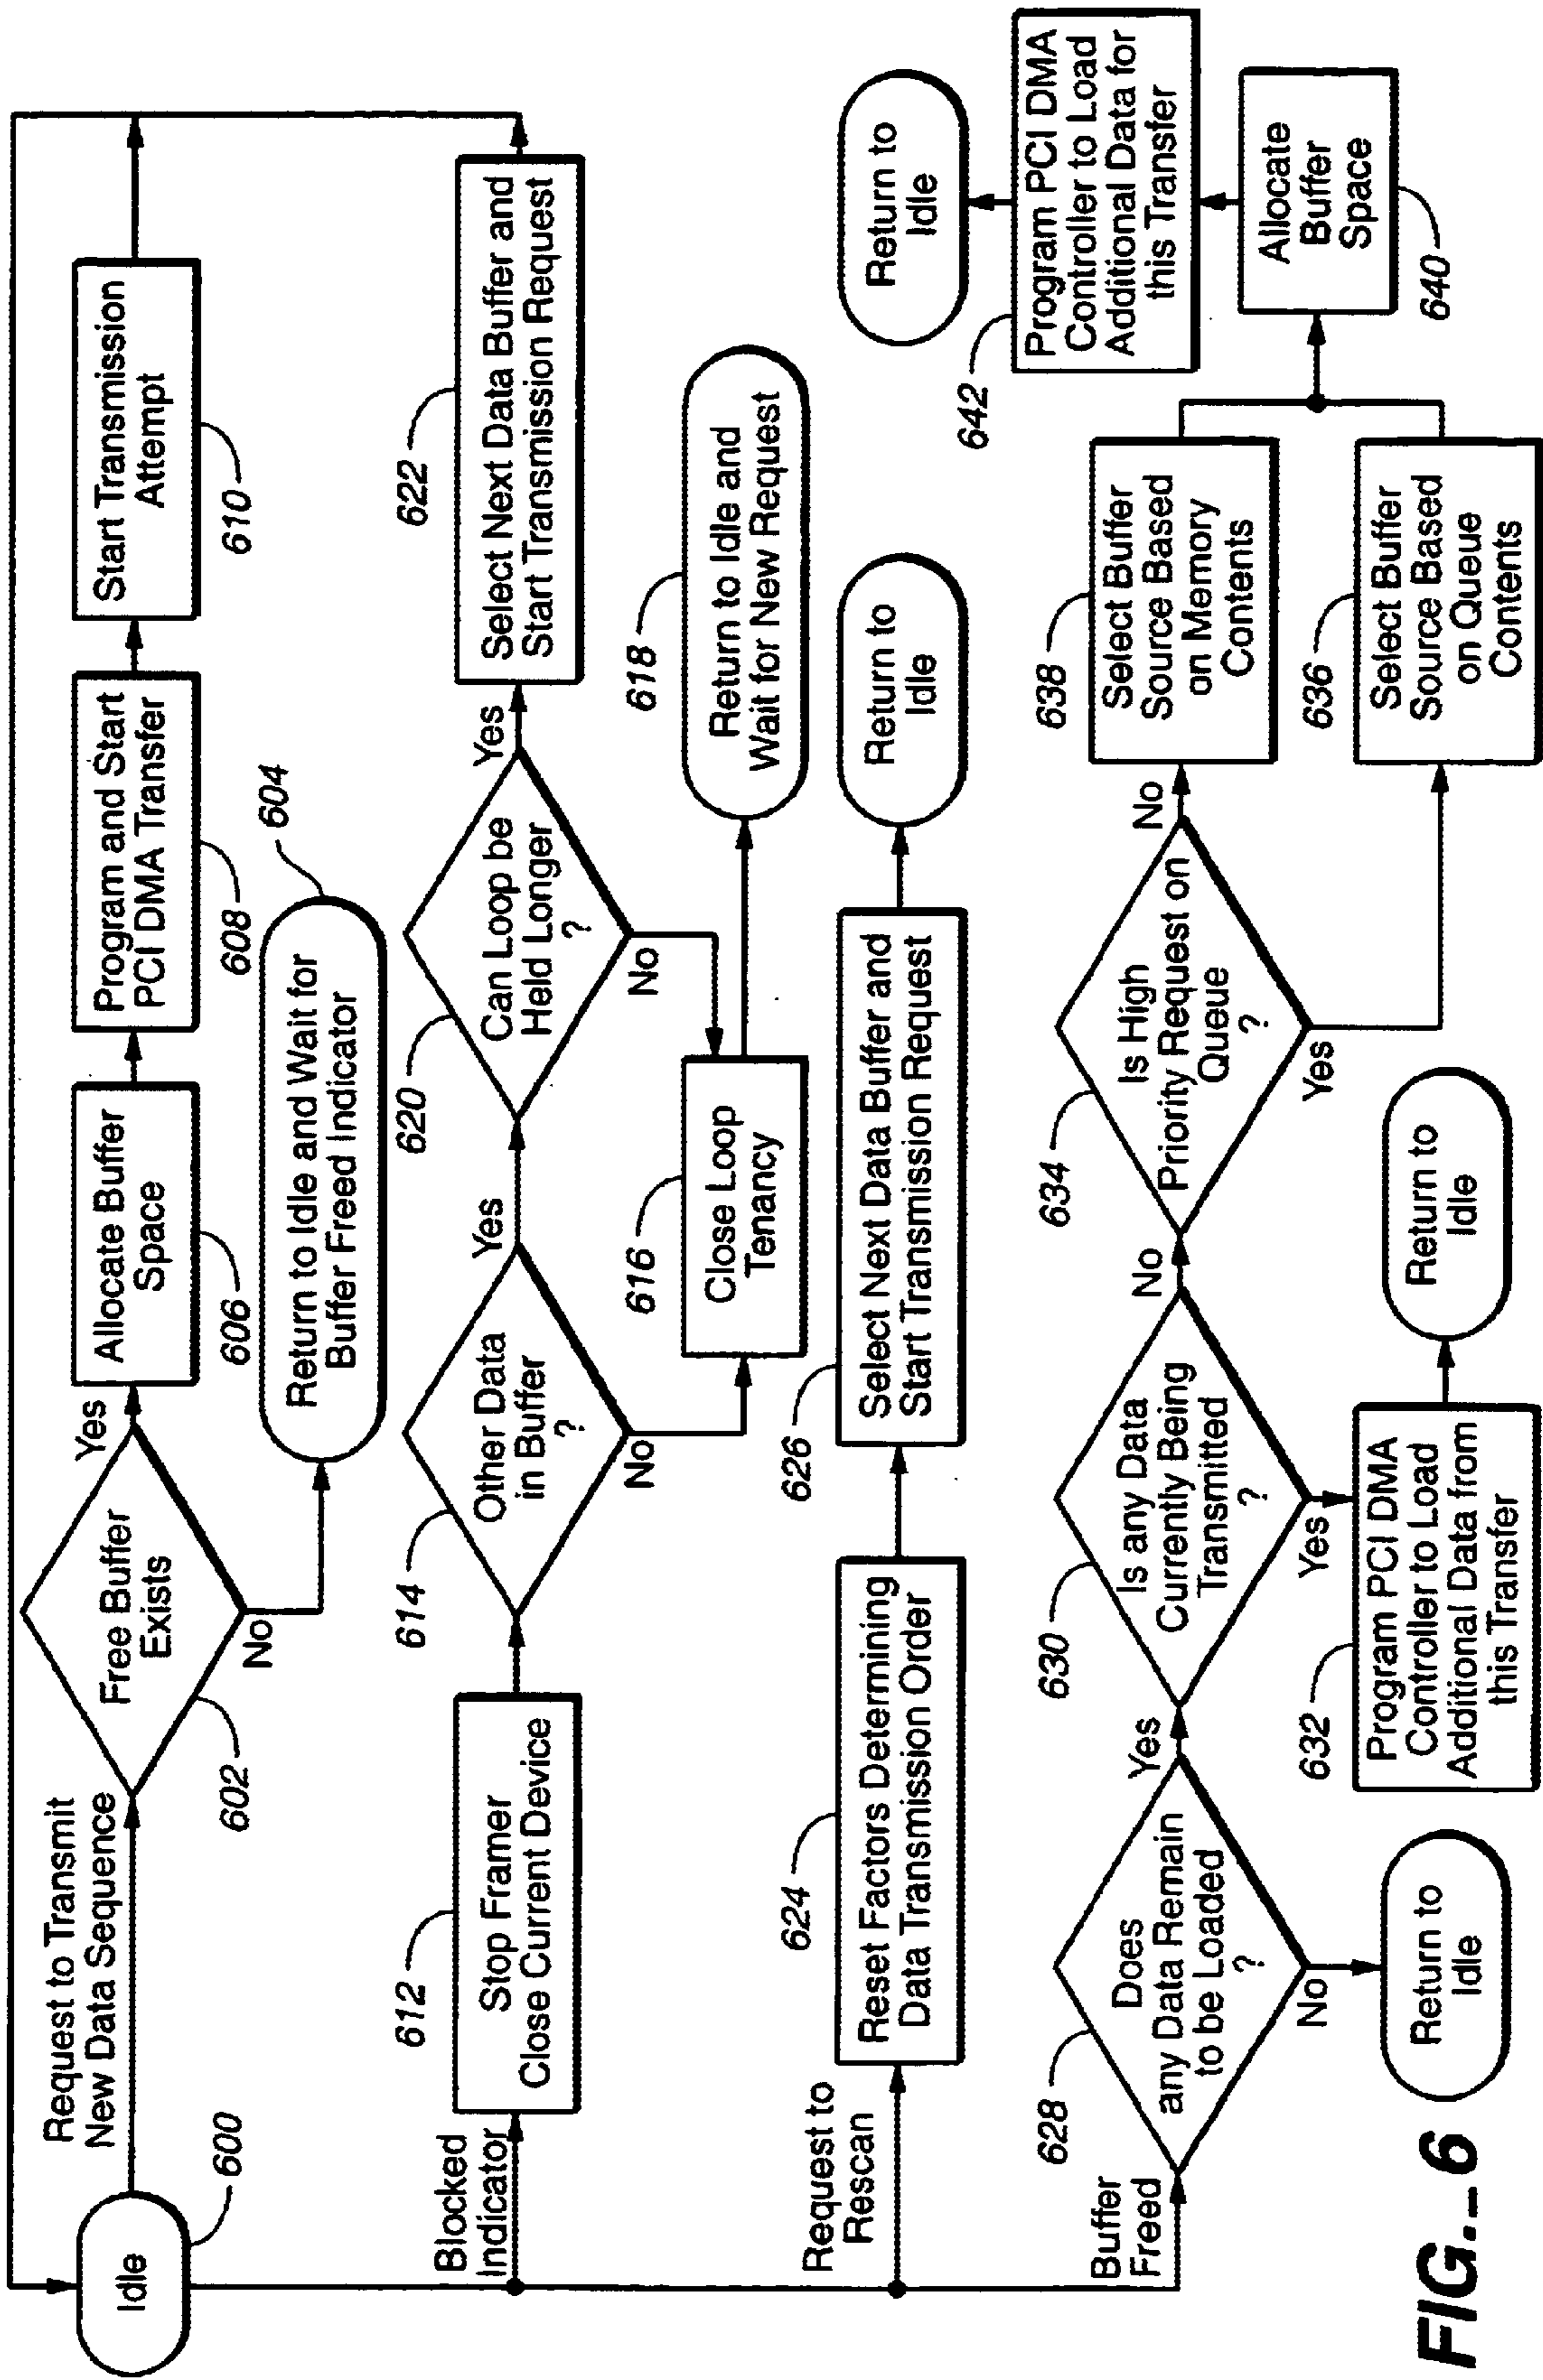 Idle
600
Request to Transmit
New Data Sequence
Free Buffer
Exists
602
Yes
No
Allocate Buffer
Space
606
Program and Start
PCI DMA Transfer
608
Start Transmission
Attempt
610
Return to Idle and Wait for
Buffer Freed Indicator
604
Blocked
Indicator
612
Stop Framer
Close Current Device
614
Other Data
in Buffer
?
Yes
No
620
Can Loop be
Held Longer
?
Yes
No
622
Select Next Data Buffer and
Start Transmission Request
616
Close Loop
Tenancy
618
Return to Idle and
Wait for New Request
Request to
Rescan
624
Reset Factors Determining
Data Transmission Order
626
Select Next Data Buffer and
Start Transmission Request
Return to
Idle
Buffer
Freed
628
Does
any Data Remain
to be Loaded
?
Yes
No
Return to
Idle
630
Is any Data
Currently Being
Transmitted
?
No
Yes
632
Program PCI DMA
Controller to Load
Additional Data from
this Transfer
Return to
Idle
634
Is High
Priority Request on
Queue
?
No
Yes
638
Select Buffer
Source Based
on Memory
Contents
636
Select Buffer
Source Based
on Queue
Contents
Allocate
Buffer
Space
640
642
Program PCI DMA
Controller to Load
Additional Data for
this Transfer
Return to
Idle
FIG._6